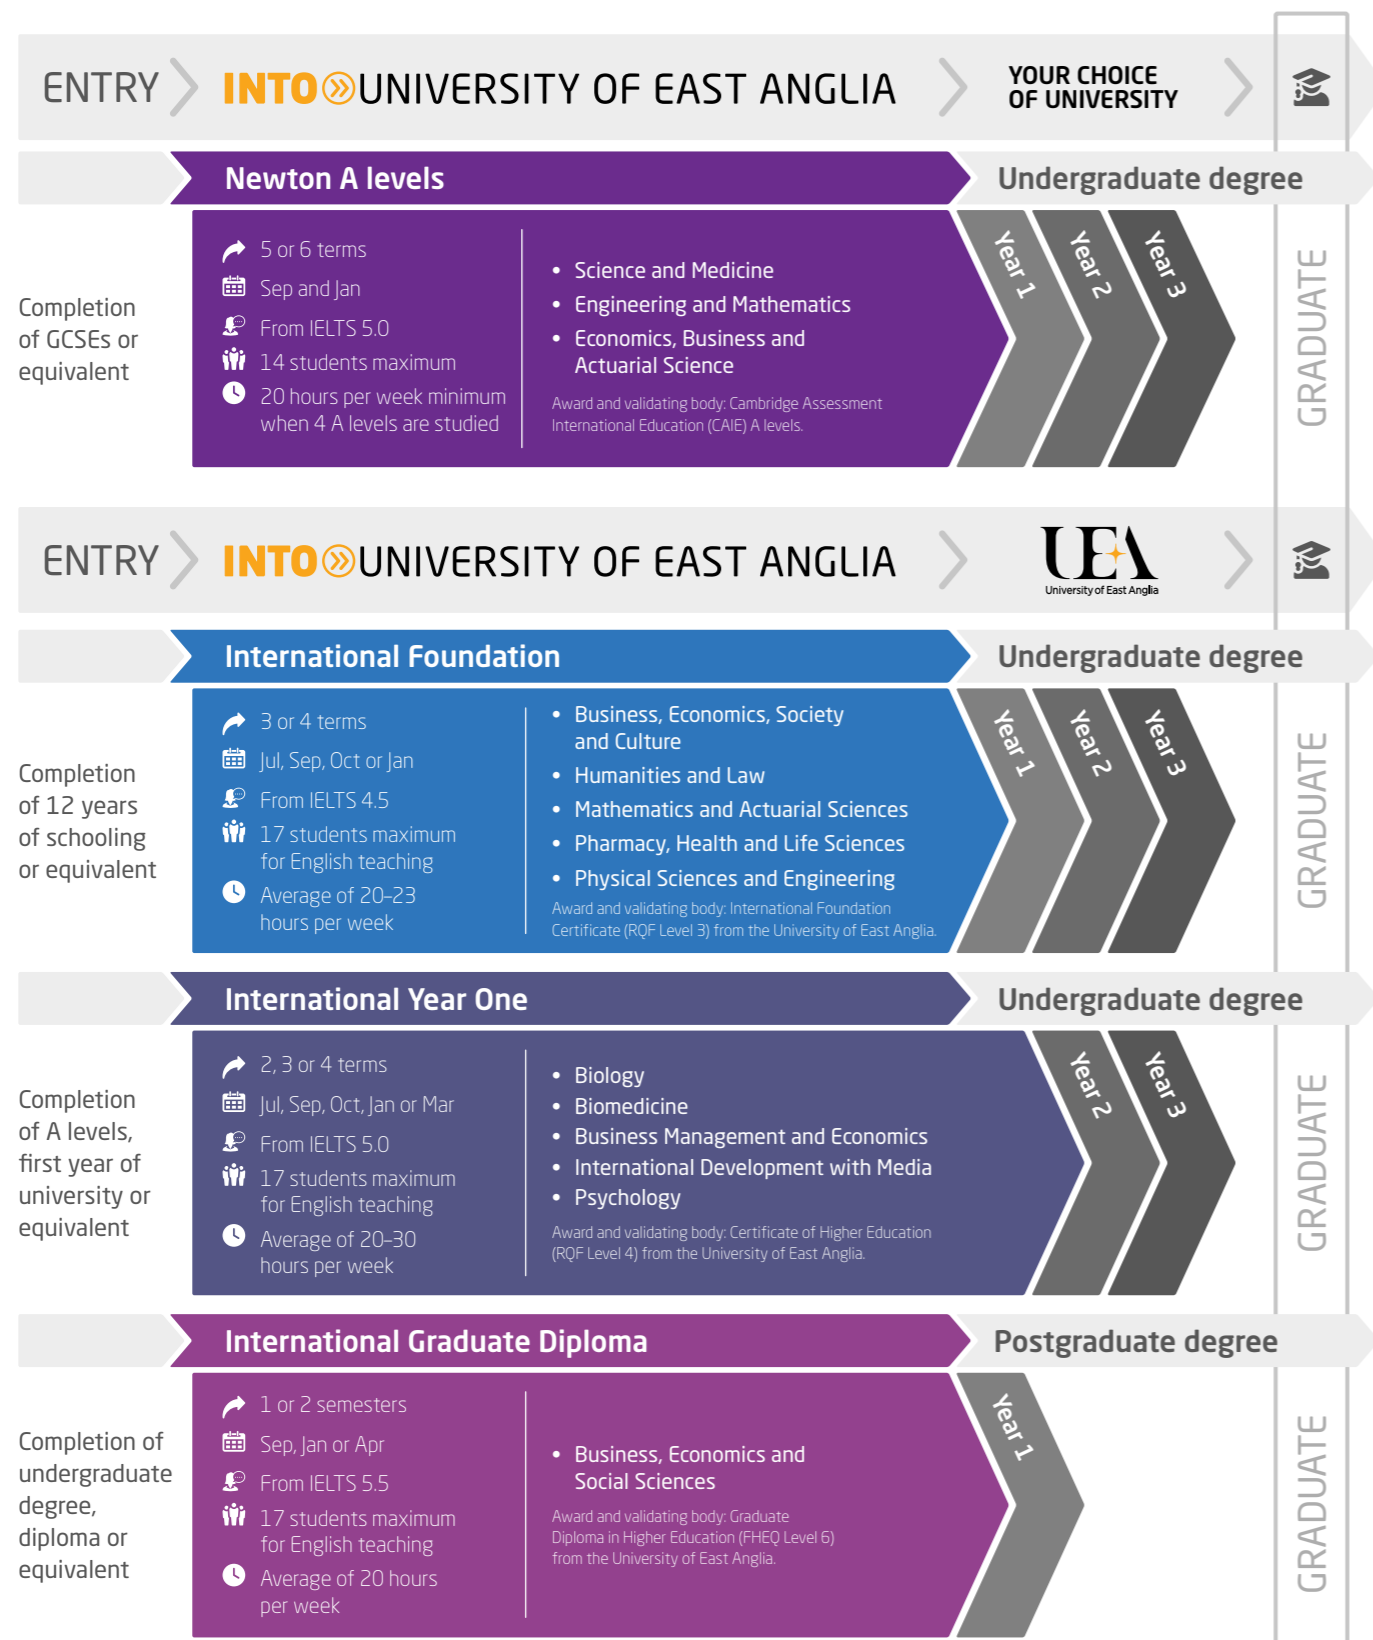 ENTRY INTO UNIVERSITY OF EAST ANGLIA YOUR CHOICE
OF UNIVERSITY
Newton A levels Undergraduate degree
Completion
of GCSEs or
equivalent
5 or 6 terms
Sep and Jan
From IELTS 5.0
14 students maximum
20 hours per week minimum
when 4 A levels are studied
• Science and Medicine
• Engineering and Mathematics
• Economics, Business and
Actuarial Science
Award and validating body: Cambridge Assessment
International Education (CAIE) A levels.
Year 1
Year 2
Year 3
GRADUATE
ENTRY INTO UNIVERSITY OF EAST ANGLIA UEA
University of East Anglia
International Foundation Undergraduate degree
Completion
of 12 years
of schooling
or equivalent
3 or 4 terms
Jul, Sep, Oct or Jan
From IELTS 4.5
17 students maximum
for English teaching
Average of 20–23
hours per week
• Business, Economics, Society
and Culture
• Humanities and Law
• Mathematics and Actuarial Sciences
• Pharmacy, Health and Life Sciences
• Physical Sciences and Engineering
Award and validating body: International Foundation
Certificate (RQF Level 3) from the University of East Anglia.
Year 1
Year 2
Year 3
GRADUATE
International Year One Undergraduate degree
Completion
of A levels,
first year of
university or
equivalent
2, 3 or 4 terms
Jul, Sep, Oct, Jan or Mar
From IELTS 5.0
17 students maximum
for English teaching
Average of 20–30
hours per week
• Biology
• Biomedicine
• Business Management and Economics
• International Development with Media
• Psychology
Award and validating body: Certificate of Higher Education
(RQF Level 4) from the University of East Anglia.
Year 2
Year 3
GRADUATE
International Graduate Diploma Postgraduate degree
Completion of
undergraduate
degree,
diploma or
equivalent
1 or 2 semesters
Sep, Jan or Apr
From IELTS 5.5
17 students maximum
for English teaching
Average of 20 hours
per week
• Business, Economics and
Social Sciences
Award and validating body: Graduate
Diploma in Higher Education (FHEQ Level 6)
from the University of East Anglia.
Year 1
GRADUATE